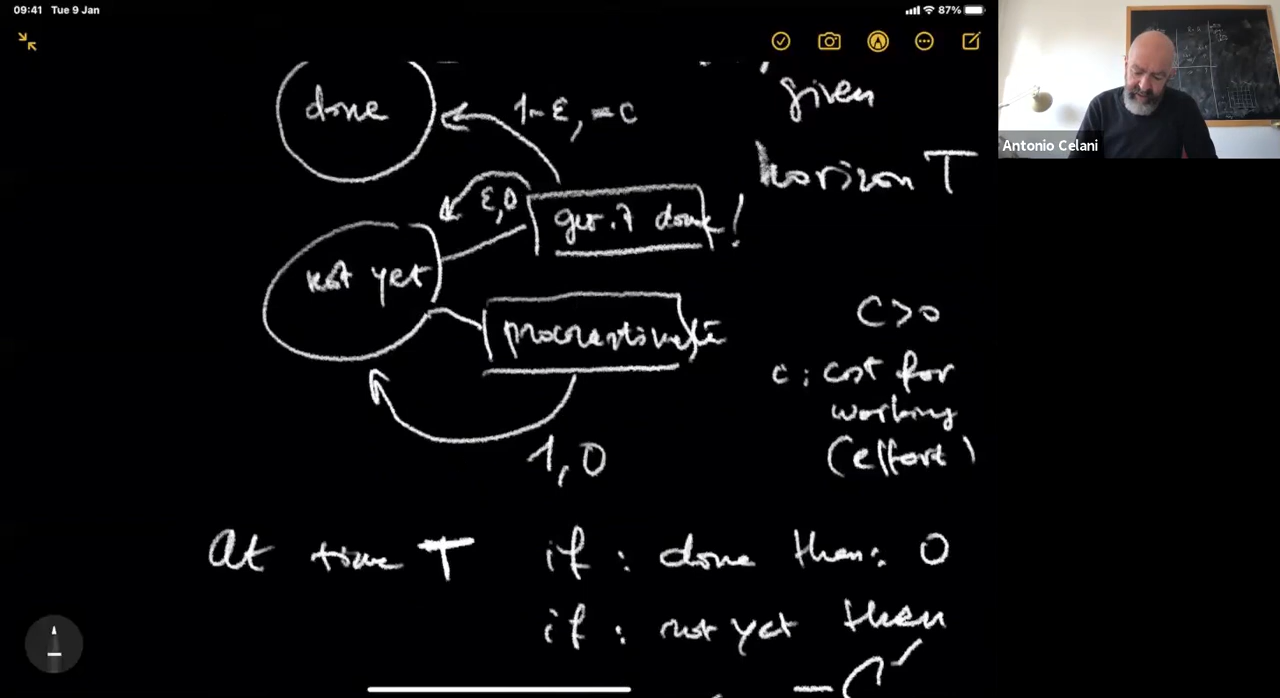 09:41 Tue 9 Jan
87%
given
done
1-ε, -c
Antonio Celani
horizon T
ε,0
get it done!
not yet
procrastinate
c>0
c: cost for
working
(effort)
1,0
At time T if: done then: 0
if: not yet then
-C'